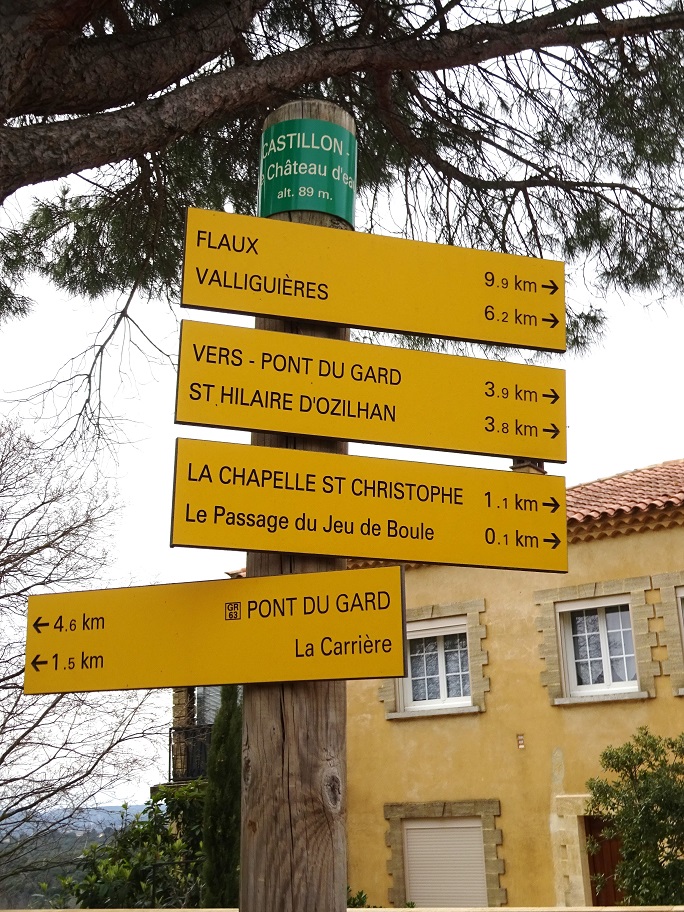 CASTILLON -
Château
alt. 89 m.
FLAUX 9.9 km →
VALLIGUIÈRES 6.2 km →
VERS - PONT DU GARD 3.9 km →
ST HILAIRE D'OZILHAN 3.8 km →
LA CHAPELLE ST CHRISTOPHE 1.1 km →
Le Passage du Jeu de Boule 0.1 km →
← 4.6 km GR 63 PONT DU GARD
← 1.5 km La Carrière